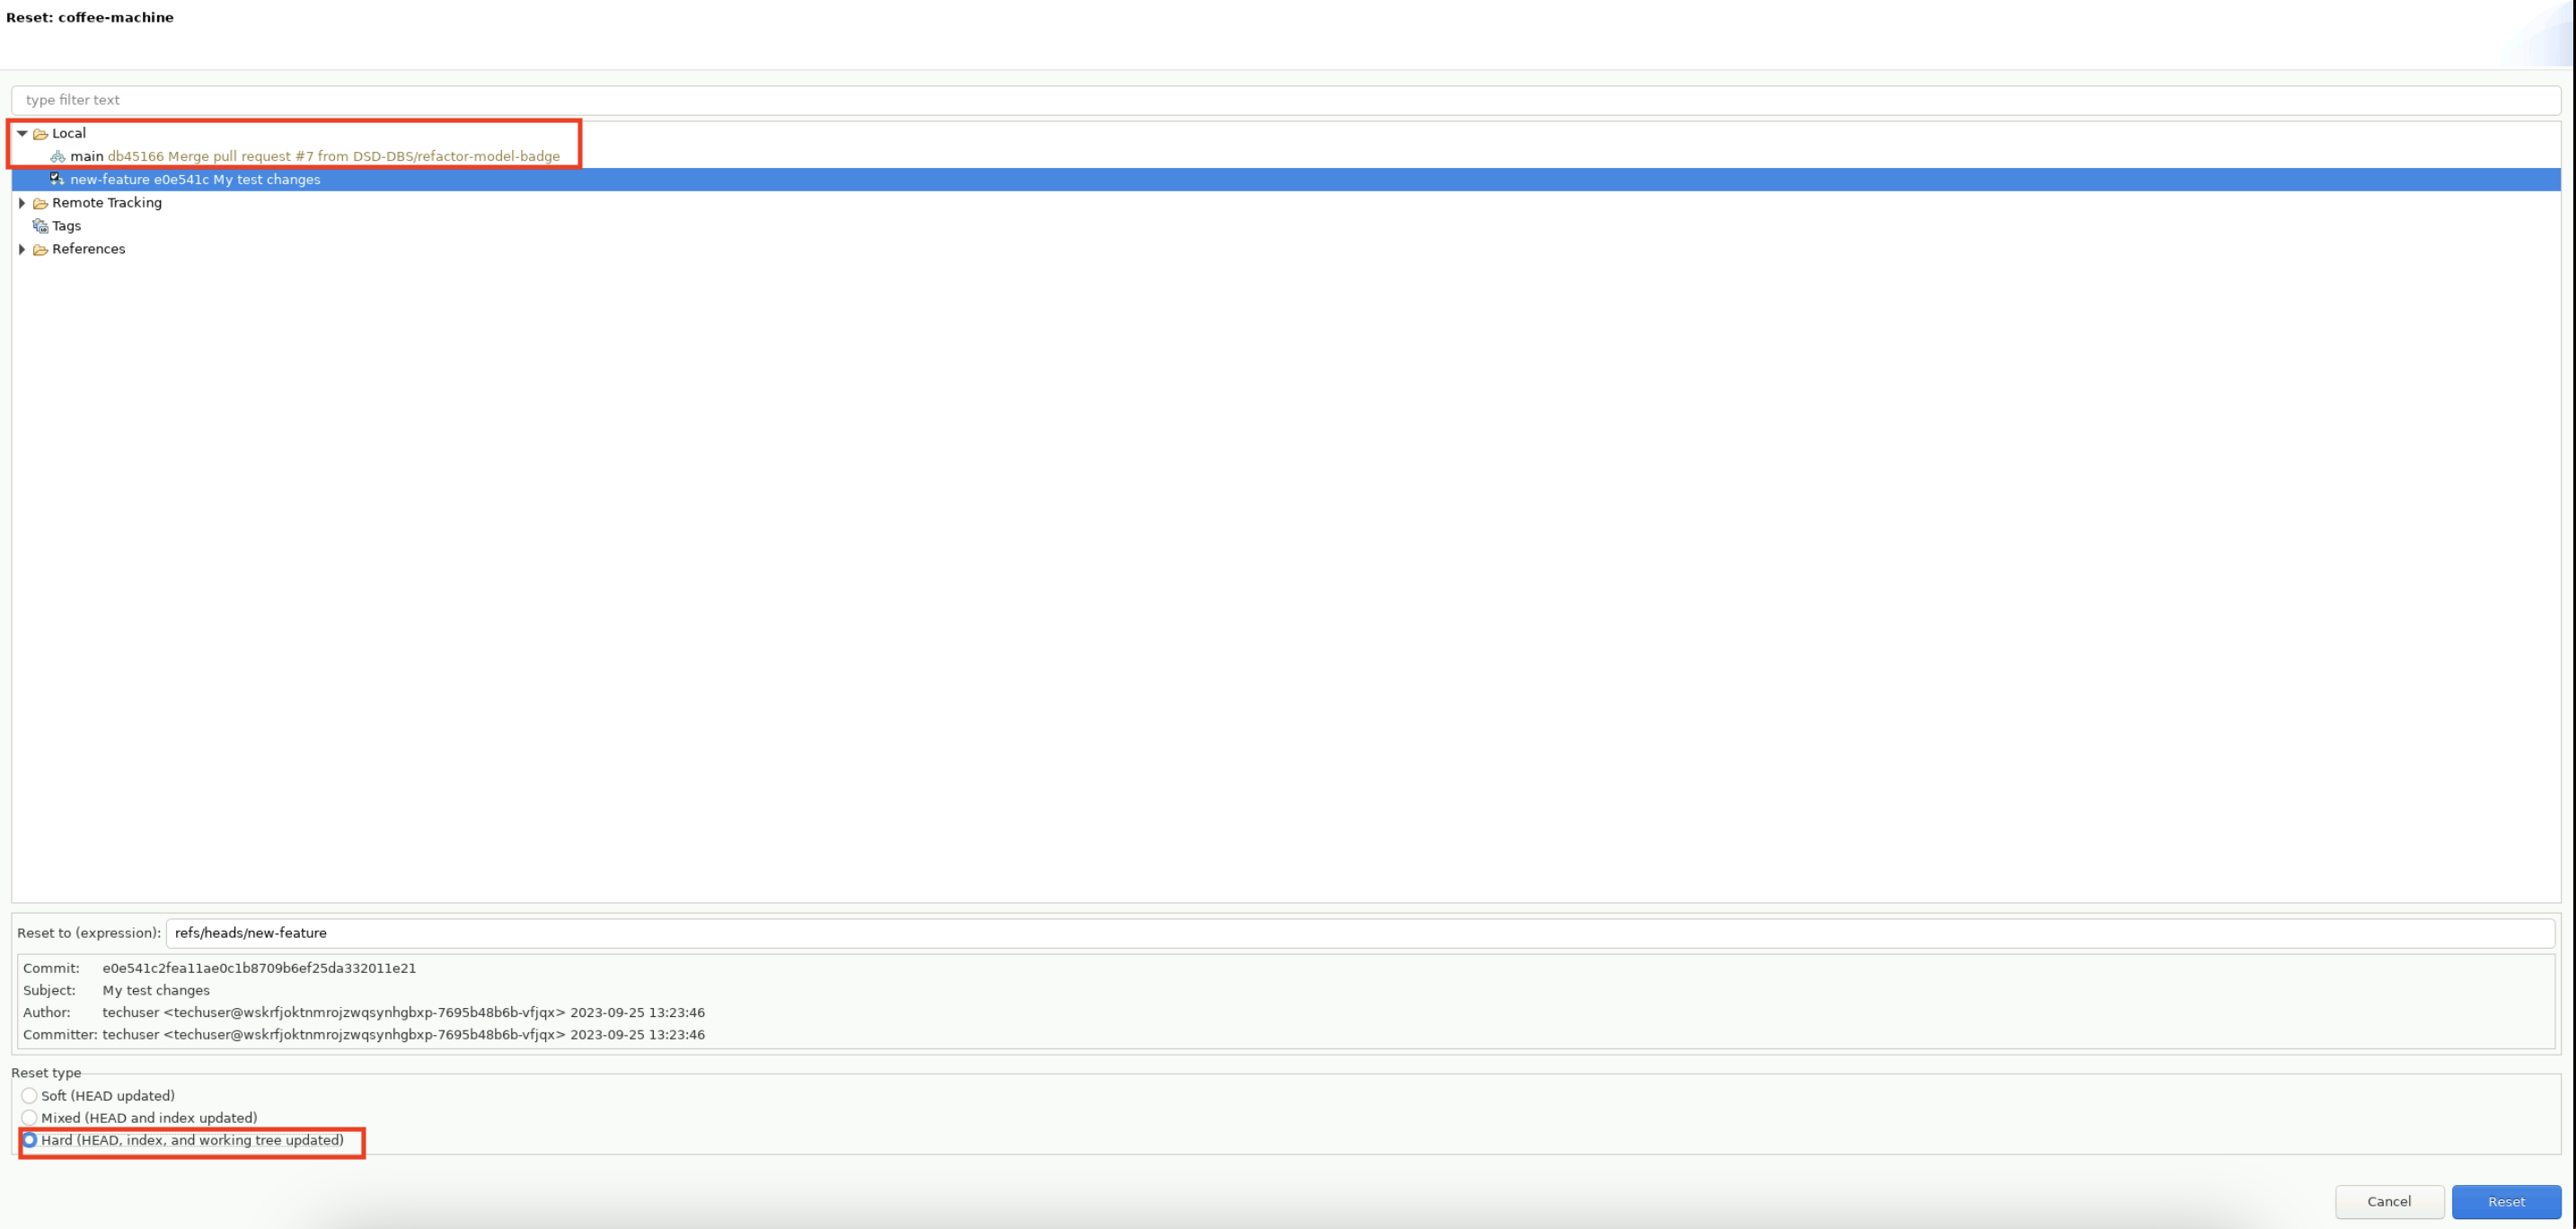 Reset: coffee-machine
type filter text
Local
main db45166 Merge pull request #7 from DSD-DBS/refactor-model-badge
new-feature e0e541c My test changes
Remote Tracking
Tags
References
Reset to (expression): refs/heads/new-feature
Commit: e0e541c2fea11ae0c1b8709b6ef25da332011e21
Subject: My test changes
Author: techuser <techuser@wskrfjoktnmrojzwqsynhgbxp-7695b48b6b-vfjqx> 2023-09-25 13:23:46
Committer: techuser <techuser@wskrfjoktnmrojzwqsynhgbxp-7695b48b6b-vfjqx> 2023-09-25 13:23:46
Reset type
Soft (HEAD updated)
Mixed (HEAD and index updated)
Hard (HEAD, index, and working tree updated)
Cancel Reset